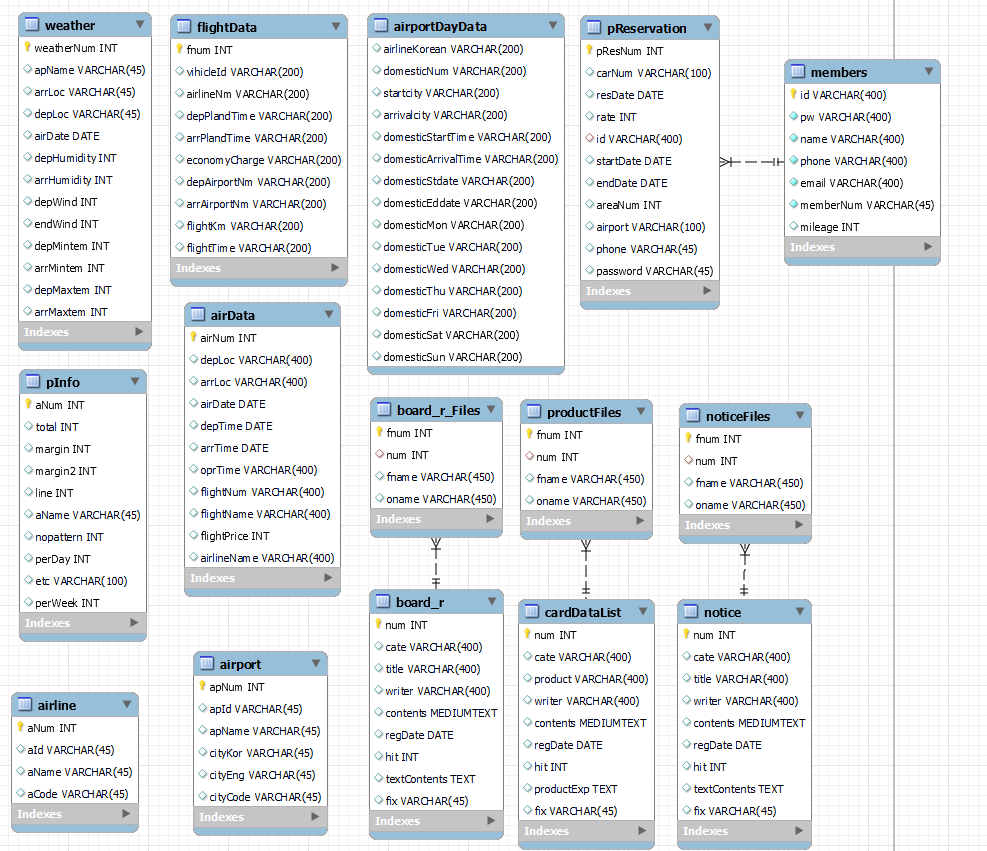 weather
weatherNum INT
apName VARCHAR(45)
arrLoc VARCHAR(45)
depLoc VARCHAR(45)
airDate DATE
depHumidity INT
arrHumidity INT
depWind INT
endWind INT
depMintem INT
arrMintem INT
depMaxtem INT
arrMaxtem INT
Indexes
flightData
fnum INT
vihicleId VARCHAR(200)
airlineNm VARCHAR(200)
depPlandTime VARCHAR(200)
arrPlandTime VARCHAR(200)
economyCharge VARCHAR(200)
depAirportNm VARCHAR(200)
arrAirportNm VARCHAR(200)
flightKm VARCHAR(200)
flightTime VARCHAR(200)
Indexes
airportDayData
airlineKorean VARCHAR(200)
domesticNum VARCHAR(200)
startcity VARCHAR(200)
arrivalcity VARCHAR(200)
domesticStartTime VARCHAR(200)
domesticArrivalTime VARCHAR(200)
domesticStdate VARCHAR(200)
domesticEddate VARCHAR(200)
domesticMon VARCHAR(200)
domesticTue VARCHAR(200)
domesticWed VARCHAR(200)
domesticThu VARCHAR(200)
domesticFri VARCHAR(200)
domesticSat VARCHAR(200)
domesticSun VARCHAR(200)
pReservation
pResNum INT
carNum VARCHAR(100)
resDate DATE
rate INT
id VARCHAR(400)
startDate DATE
endDate DATE
areaNum INT
airport VARCHAR(100)
phone VARCHAR(45)
password VARCHAR(45)
Indexes
members
id VARCHAR(400)
pw VARCHAR(400)
name VARCHAR(400)
phone VARCHAR(400)
email VARCHAR(400)
memberNum VARCHAR(45)
mileage INT
Indexes
pInfo
aNum INT
total INT
margin INT
margin2 INT
line INT
aName VARCHAR(45)
nopattern INT
perDay INT
etc VARCHAR(100)
perWeek INT
Indexes
airData
airNum INT
depLoc VARCHAR(400)
arrLoc VARCHAR(400)
airDate DATE
depTime DATE
arrTime DATE
oprTime VARCHAR(400)
flightNum VARCHAR(400)
flightName VARCHAR(400)
flightPrice INT
airlineName VARCHAR(400)
Indexes
board_r_Files
fnum INT
num INT
fname VARCHAR(450)
oname VARCHAR(450)
Indexes
productFiles
fnum INT
num INT
fname VARCHAR(450)
oname VARCHAR(450)
Indexes
noticeFiles
fnum INT
num INT
fname VARCHAR(450)
oname VARCHAR(450)
Indexes
airline
aNum INT
aId VARCHAR(45)
aName VARCHAR(45)
aCode VARCHAR(45)
Indexes
airport
apNum INT
apId VARCHAR(45)
apName VARCHAR(45)
cityKor VARCHAR(45)
cityEng VARCHAR(45)
cityCode VARCHAR(45)
Indexes
board_r
num INT
cate VARCHAR(400)
title VARCHAR(400)
writer VARCHAR(400)
contents MEDIUMTEXT
regDate DATE
hit INT
textContents TEXT
fix VARCHAR(45)
Indexes
cardDataList
num INT
cate VARCHAR(400)
product VARCHAR(400)
writer VARCHAR(400)
contents MEDIUMTEXT
regDate DATE
hit INT
productExp TEXT
fix VARCHAR(45)
Indexes
notice
num INT
cate VARCHAR(400)
title VARCHAR(400)
writer VARCHAR(400)
contents MEDIUMTEXT
regDate DATE
hit INT
textContents TEXT
fix VARCHAR(45)
Indexes